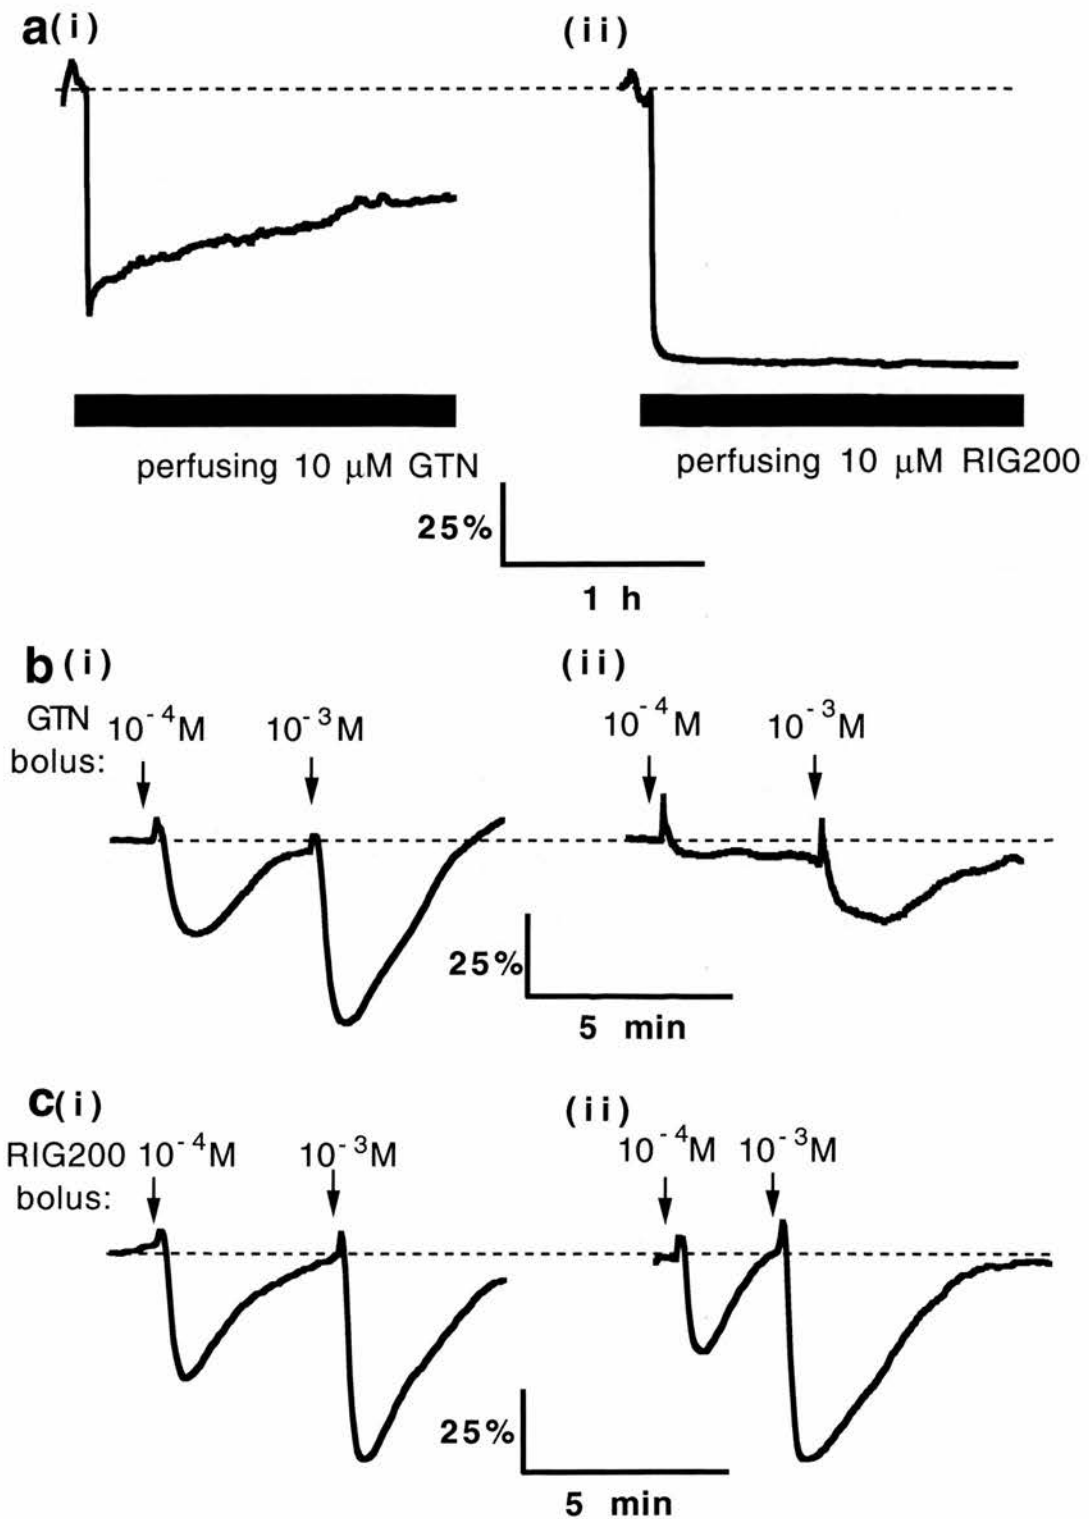 a(i) (ii)
perfusing 10 μM GTN perfusing 10 μM RIG200
25%
1 h
b(i) (ii)
GTN 10⁻⁴M 10⁻³M 10⁻⁴M 10⁻³M
bolus:
25%
5 min
c(i) (ii)
RIG200 10⁻⁴M 10⁻³M 10⁻⁴M 10⁻³M
bolus:
25%
5 min